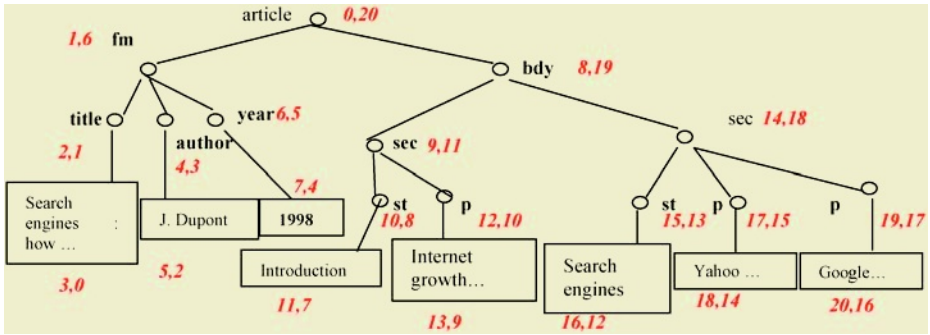 article 0,20
1,6 fm
bdy 8,19
title
year 6,5
sec 14,18
author
sec 9,11
2,1
4,3
7,4
st
p
st
p
p
10,8
12,10
15,13
17,15
19,17
Search
engines :
how ...
J. Dupont
1998
Introduction
Internet
growth...
Search
engines
Yahoo ...
Google...
3,0
5,2
11,7
13,9
16,12
18,14
20,16